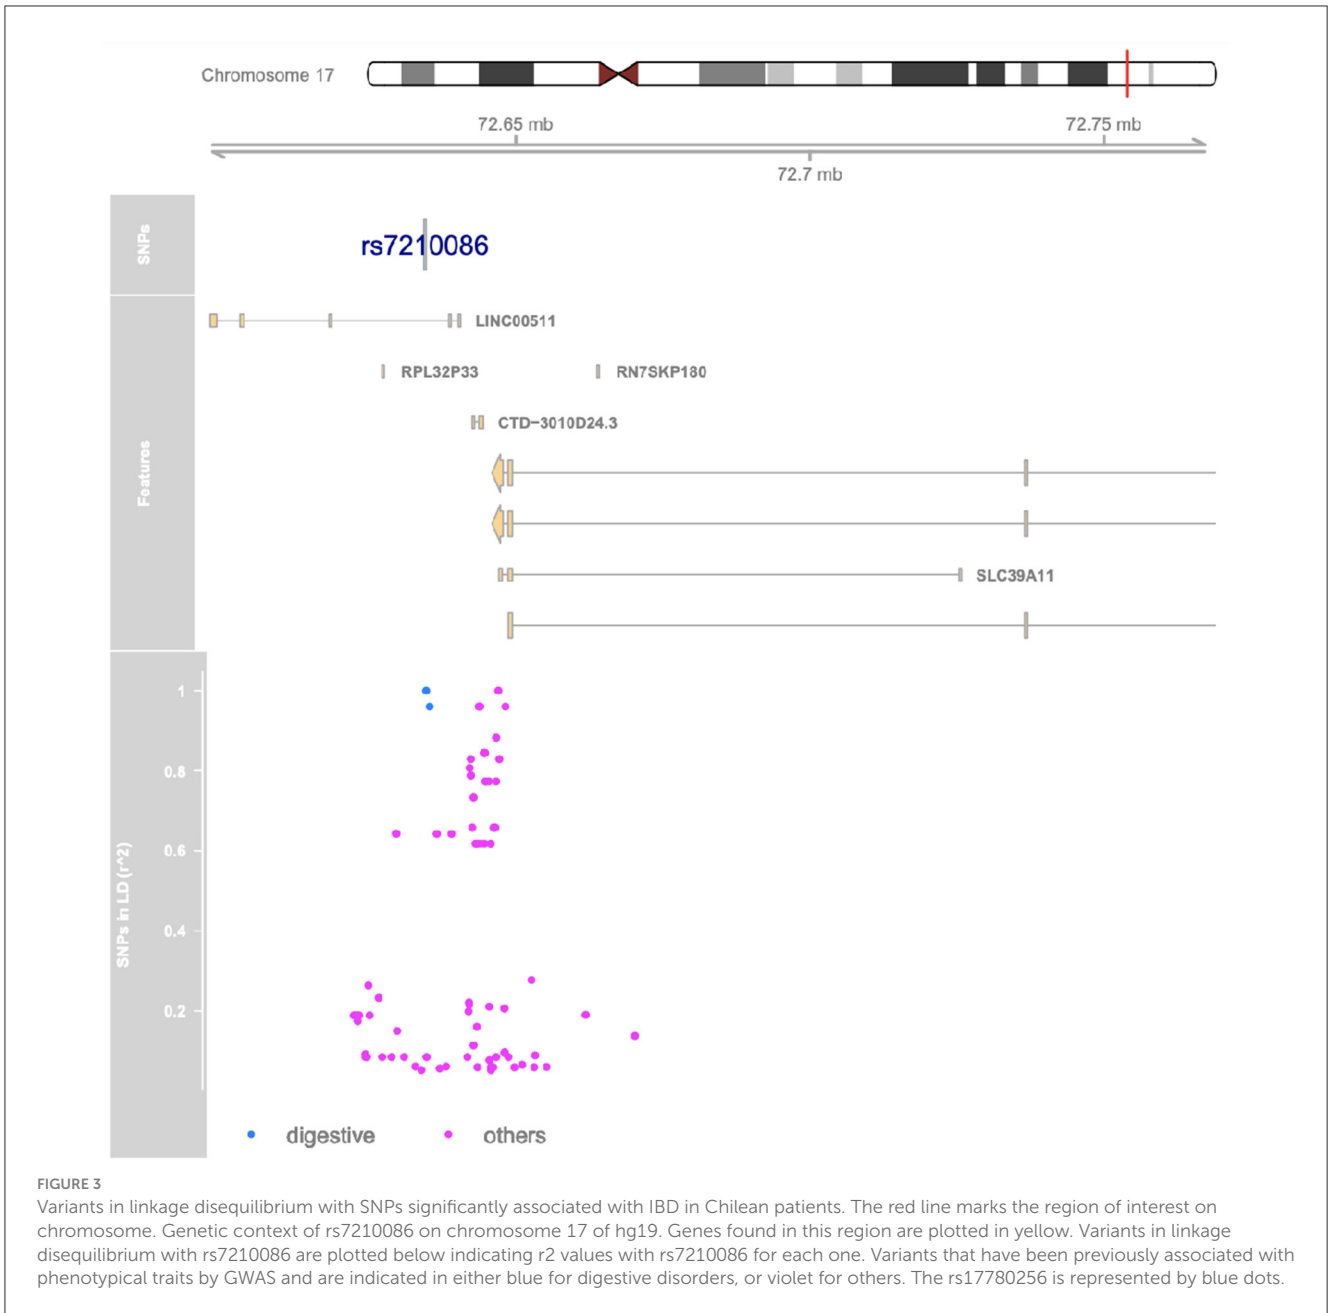 Chromosome 17
72.65 mb
72.75 mb
72.7 mb
SNPs
rs7210086
Features
LINC00511
RPL32P33
RN7SKP180
CTD-3010D24.3
SLC39A11
SNPs in LD (r^2)
1
0.8
0.6
0.4
0.2
digestive
others
FIGURE 3
Variants in linkage disequilibrium with SNPs significantly associated with IBD in Chilean patients. The red line marks the region of interest on
chromosome. Genetic context of rs7210086 on chromosome 17 of hg19. Genes found in this region are plotted in yellow. Variants in linkage
disequilibrium with rs7210086 are plotted below indicating r2 values with rs7210086 for each one. Variants that have been previously associated with
phenotypical traits by GWAS and are indicated in either blue for digestive disorders, or violet for others. The rs17780256 is represented by blue dots.